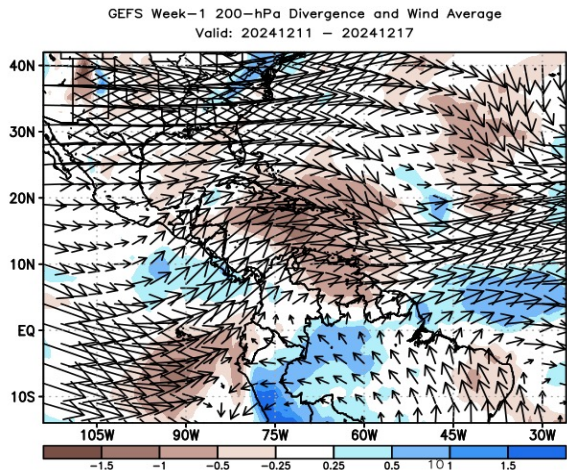 GEFS Week-1 200-hPa Divergence and Wind Average
Valid: 20241211 - 20241217
40N
30N
20N
10N
EQ
10S
105W 90W 75W 60W 45W 30W
-1.5 -1 -0.5 -0.25 0.25 0.5 101 1.5